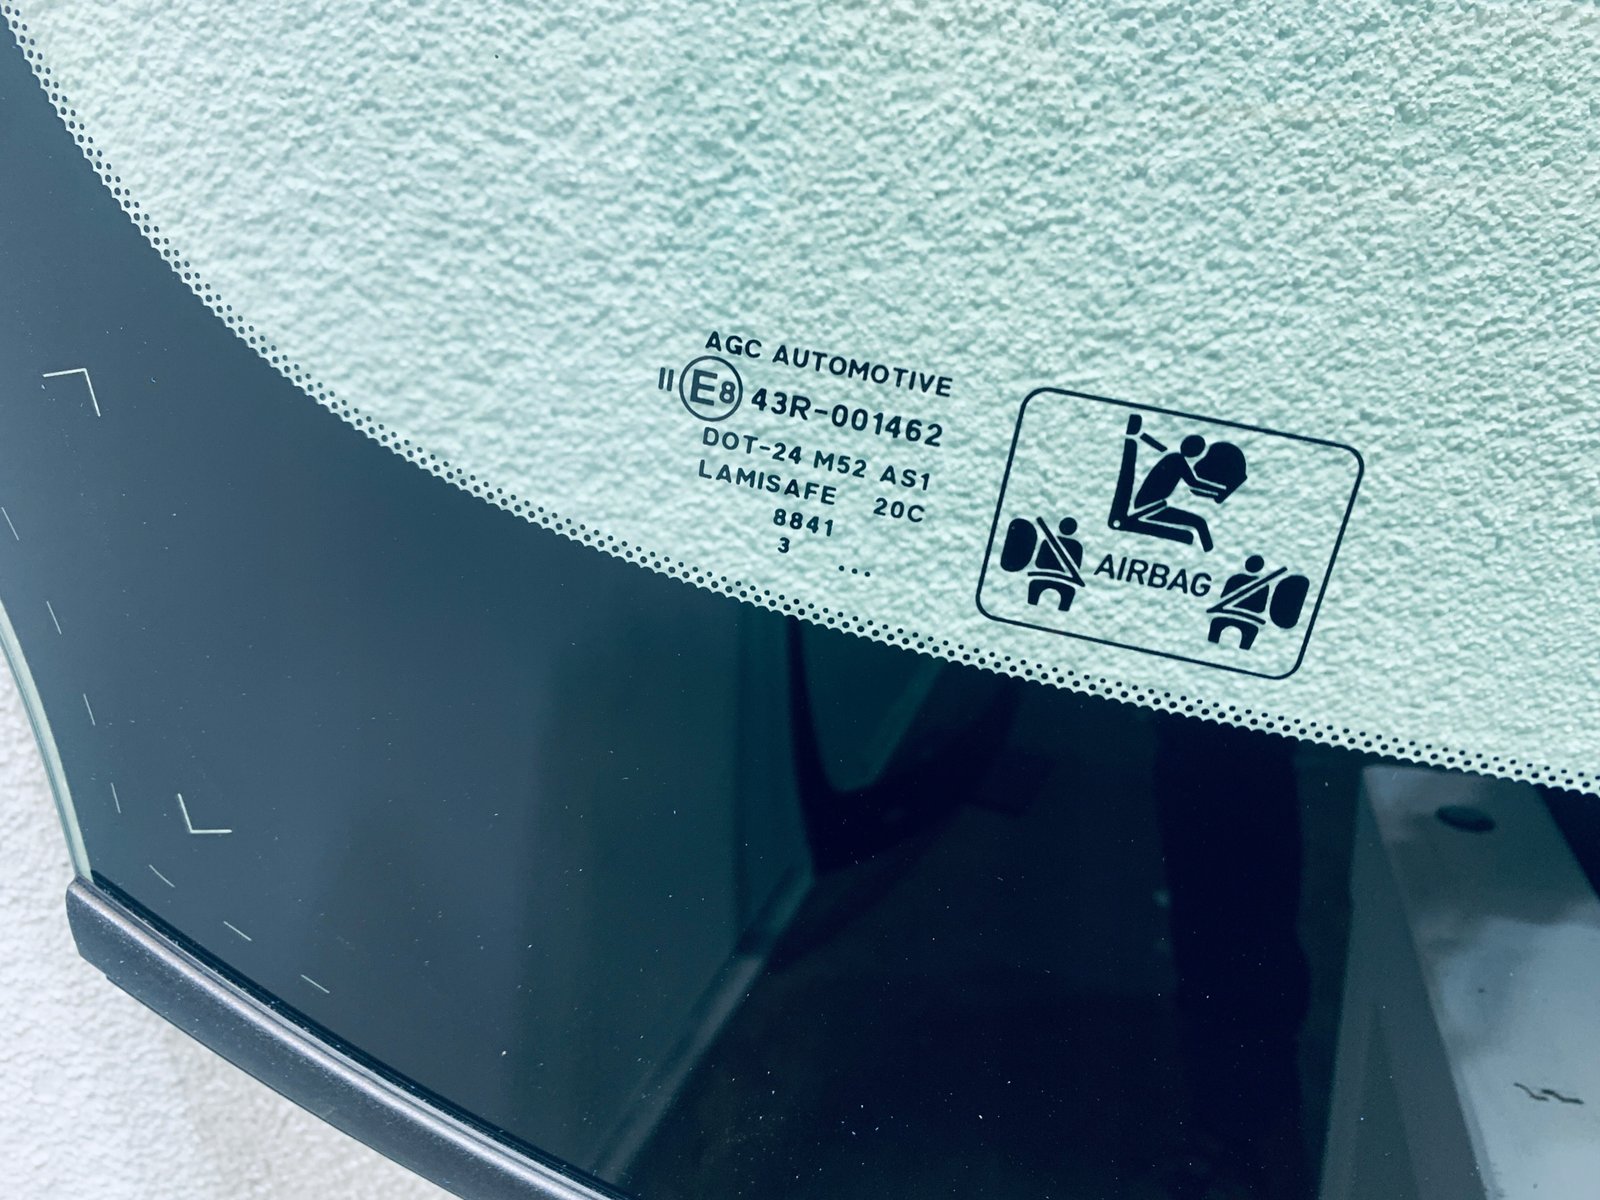 AGC AUTOMOTIVE
II E8 43R-001462
DOT-24 M52 AS1
LAMISAFE 20C
8841
3
...
AIRBAG